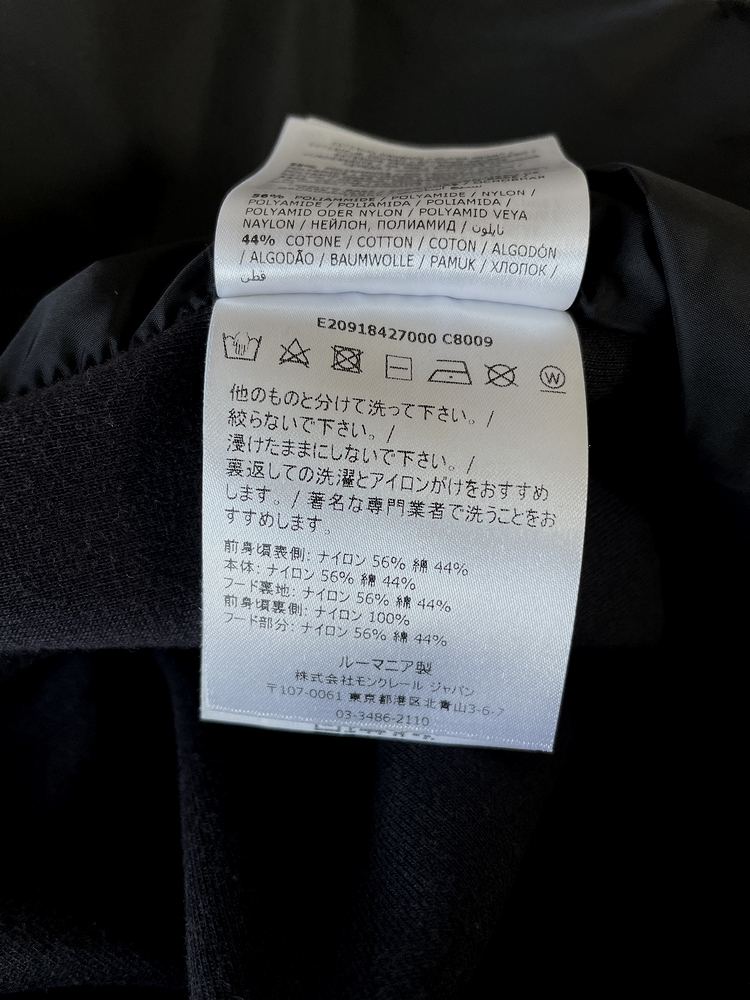 56% POLIAMMIDE / POLYAMIDE / NYLON /
POLYAMIDE / POLIAMIDA / POLIAMIDA /
POLYAMID ODER NYLON / POLYAMID VEYA
NAYLON / НЕЙЛОН, ПОЛИАМИД / نايلون
44% COTONE / COTTON / COTON / ALGODÓN
/ ALGODÃO / BAUMWOLLE / PAMUK / ХЛОПОК /
قطن
E20918427000 C8009
W
他のものと分けて洗って下さい。/
絞らないで下さい。/
浸けたままにしないで下さい。/
裏返しての洗濯とアイロンがけをおすすめ
します。/ 著名な専門業者で洗うことをお
すすめします。
前身頃表側: ナイロン 56% 綿 44%
本体: ナイロン 56% 綿 44%
フード裏地: ナイロン 56% 綿 44%
前身頃裏側: ナイロン 100%
フード部分: ナイロン 56% 綿 44%
ルーマニア製
株式会社モンクレール ジャパン
〒107-0061 東京都港区北青山3-6-7
03-3486-2110